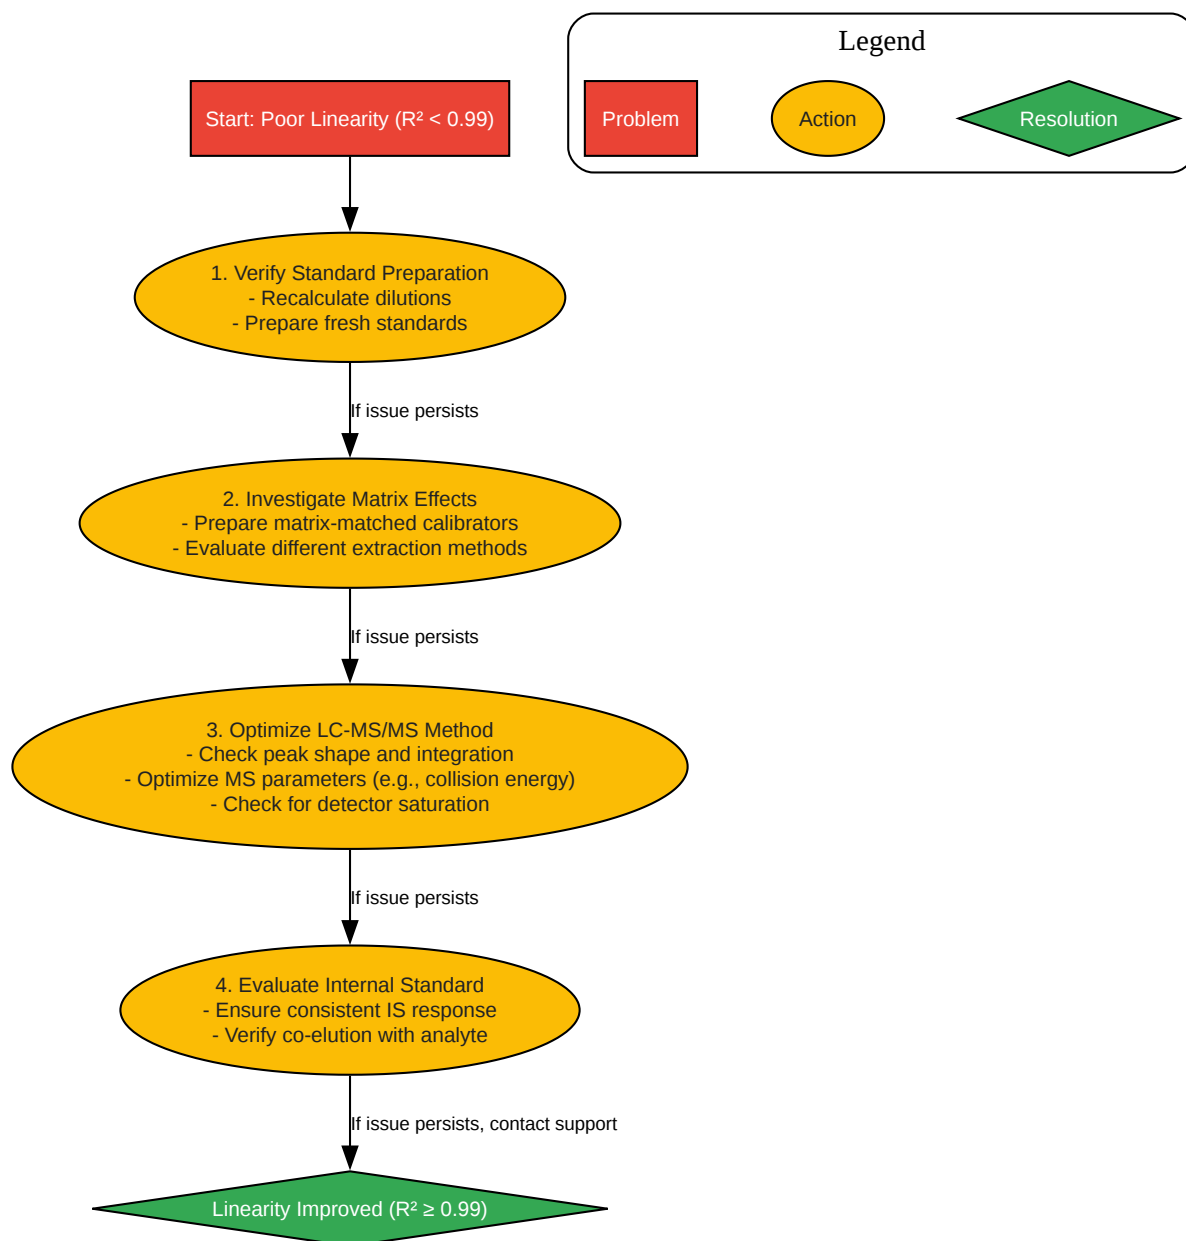 Legend
Problem
Action
Resolution
Start: Poor Linearity (R² < 0.99)
1. Verify Standard Preparation
- Recalculate dilutions
- Prepare fresh standards
If issue persists
2. Investigate Matrix Effects
- Prepare matrix-matched calibrators
- Evaluate different extraction methods
If issue persists
3. Optimize LC-MS/MS Method
- Check peak shape and integration
- Optimize MS parameters (e.g., collision energy)
- Check for detector saturation
If issue persists
4. Evaluate Internal Standard
- Ensure consistent IS response
- Verify co-elution with analyte
If issue persists, contact support
Linearity Improved (R² ≥ 0.99)